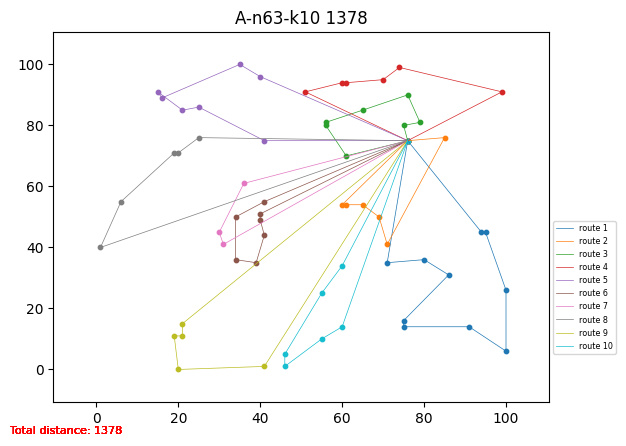 A-n63-k10 1378
100
80
60
40
20
0
0 20 40 60 80 100
route 1
route 2
route 3
route 4
route 5
route 6
route 7
route 8
route 9
route 10
Total distance: 1378